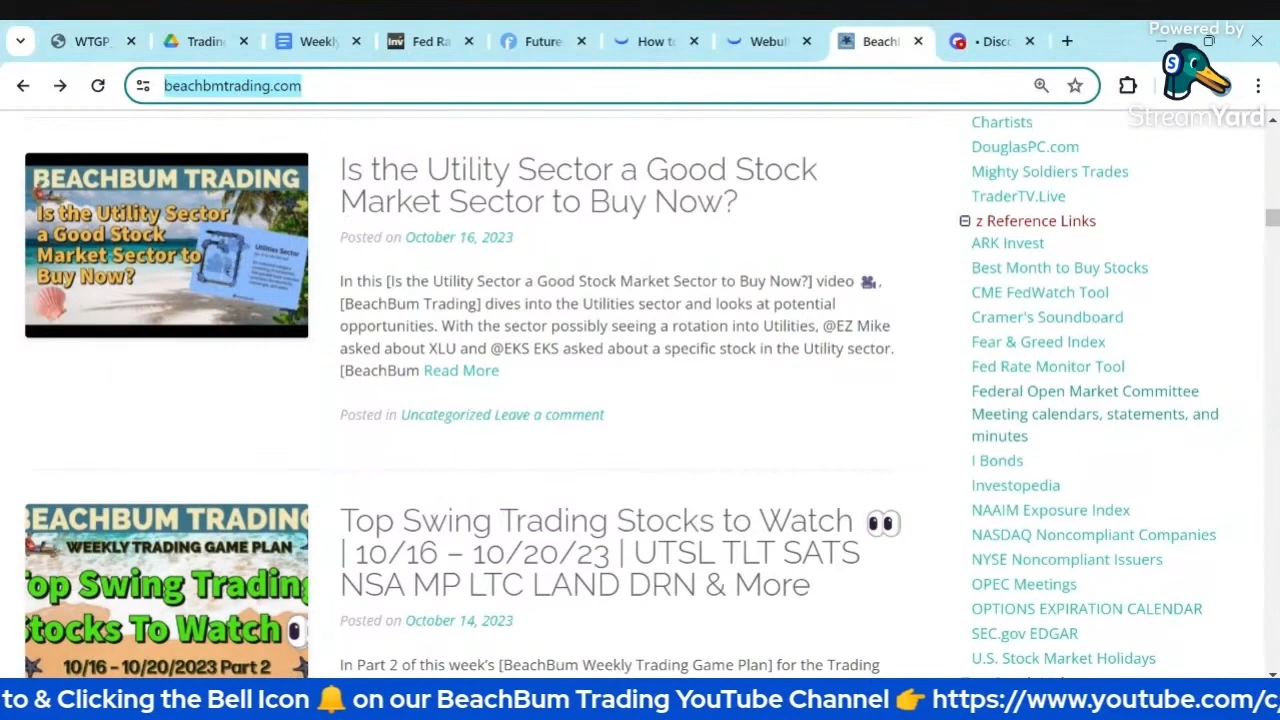 Powered by
StreamYard
WTGP
Trading
Weekly
Inv
Fed Ra
Future
How to
Webull
Beachl
• Disc
beachbmtrading.com
BEACHBUM TRADING
Is the Utility Sector
a Good Stock
Market Sector to
Buy Now?
Utilities Sector
Is the Utility Sector a Good Stock
Market Sector to Buy Now?
Posted on October 16, 2023
In this [Is the Utility Sector a Good Stock Market Sector to Buy Now?] video 🎥,
[BeachBum Trading] dives into the Utilities sector and looks at potential
opportunities. With the sector possibly seeing a rotation into Utilities, @EZ Mike
asked about XLU and @EKS EKS asked about a specific stock in the Utility sector.
[BeachBum Read More
Posted in Uncategorized Leave a comment
BEACHBUM TRADING
WEEKLY TRADING GAME PLAN
Top Swing Trading
Stocks To Watch
10/16 – 10/20/2023 Part 2
Top Swing Trading Stocks to Watch 👀
| 10/16 – 10/20/23 | UTSL TLT SATS
NSA MP LTC LAND DRN & More
Posted on October 14, 2023
In Part 2 of this week's [BeachBum Weekly Trading Game Plan] for the Trading
Chartists
DouglasPC.com
Mighty Soldiers Trades
TraderTV.Live
z Reference Links
ARK Invest
Best Month to Buy Stocks
CME FedWatch Tool
Cramer's Soundboard
Fear & Greed Index
Fed Rate Monitor Tool
Federal Open Market Committee
Meeting calendars, statements, and
minutes
I Bonds
Investopedia
NAAIM Exposure Index
NASDAQ Noncompliant Companies
NYSE Noncompliant Issuers
OPEC Meetings
OPTIONS EXPIRATION CALENDAR
SEC.gov EDGAR
U.S. Stock Market Holidays
to & Clicking the Bell Icon 🔔 on our BeachBum Trading YouTube Channel 👉 https://www.youtube.com/c/